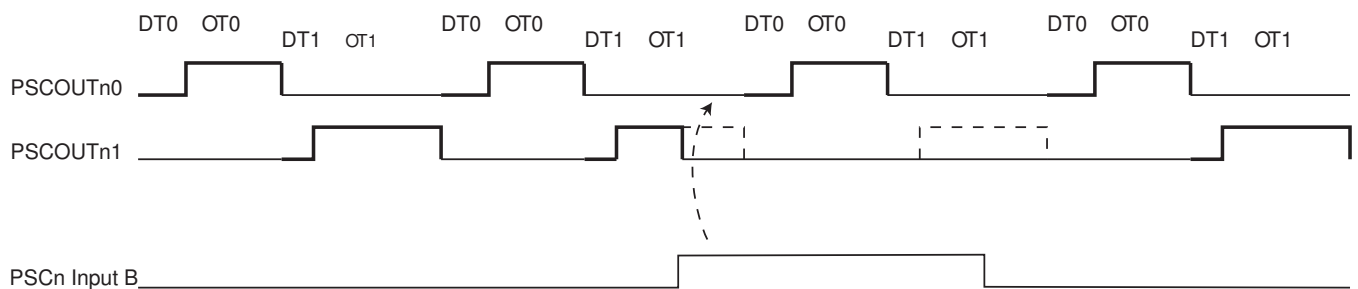 DT0 OT0 DT0 OT0 DT0 OT0 DT0 OT0
DT1 OT1 DT1 OT1 DT1 OT1 DT1 OT1
PSCOUTn0
PSCOUTn1
PSCn Input B